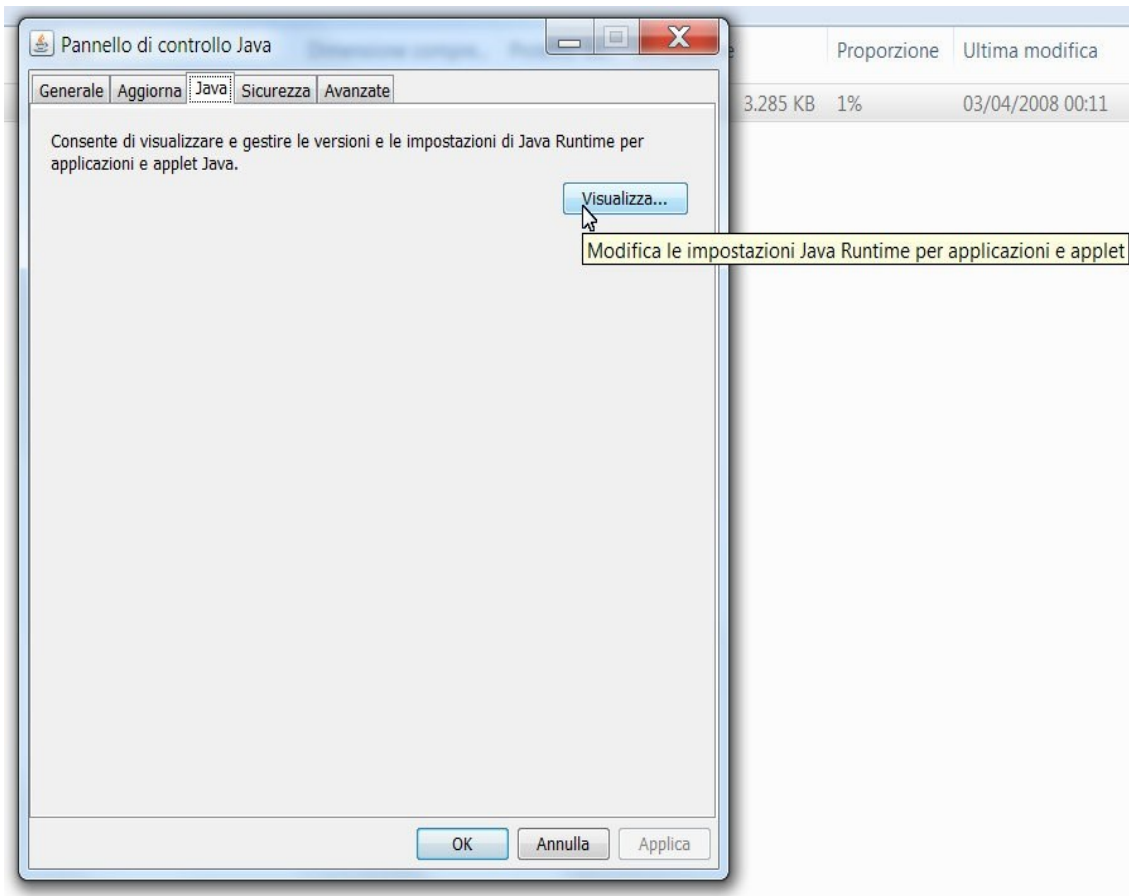 Pannello di controllo Java
Proporzione Ultima modifica
Generale Aggiorna Java Sicurezza Avanzate
3.285 KB 1% 03/04/2008 00:11
Consente di visualizzare e gestire le versioni e le impostazioni di Java Runtime per
applicazioni e applet Java.
Visualizza...
Modifica le impostazioni Java Runtime per applicazioni e applet
OK Annulla Applica